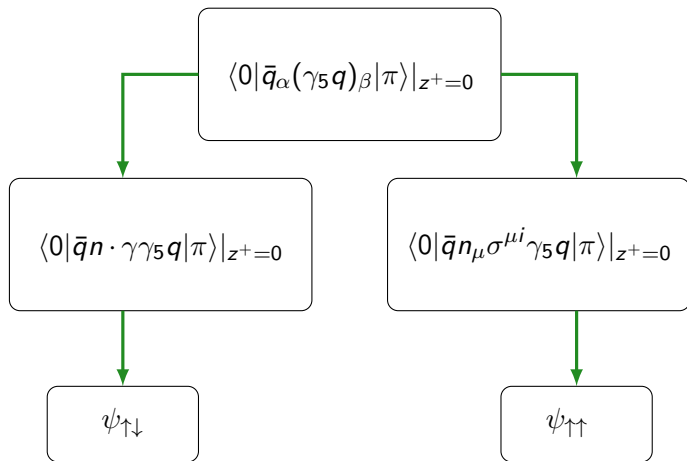 ⟨0|q̄_α(γ₅q)_β|π⟩|_{z⁺=0}
⟨0|q̄n · γγ₅q|π⟩|_{z⁺=0}
⟨0|q̄n_μσ^{μi}γ₅q|π⟩|_{z⁺=0}
ψ_{↑↓}
ψ_{↑↑}